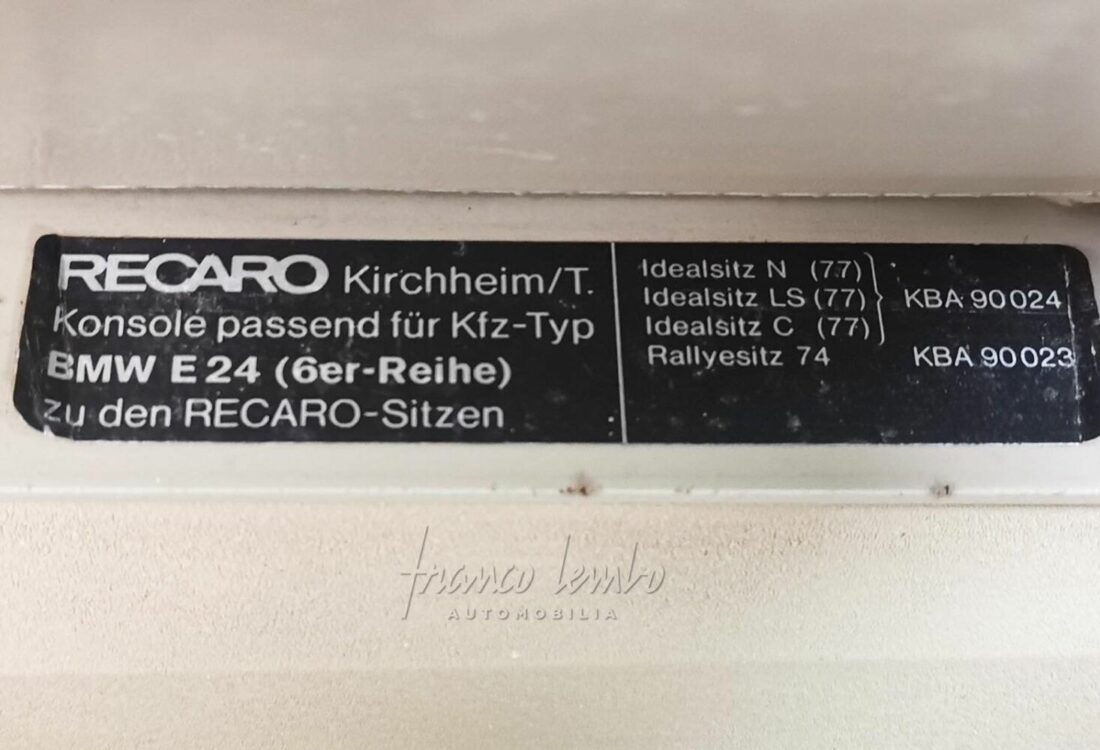 RECARO Kirchheim/T.
Konsole passend für Kfz-Typ
BMW E 24 (6er-Reihe)
zu den RECARO-Sitzen
Idealsitz N (77)
Idealsitz LS (77) KBA 90024
Idealsitz C (77)
Rallyesitz 74 KBA 90023
franco lembo
AUTOMOBILIA